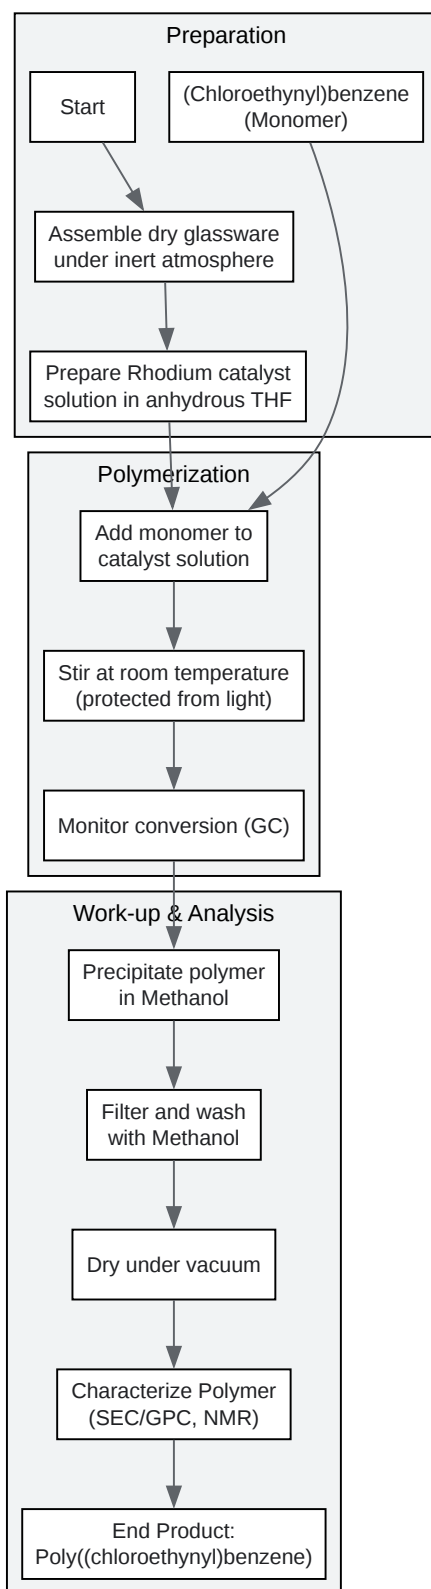 Preparation
Start
(Chloroethynyl)benzene
(Monomer)
Assemble dry glassware
under inert atmosphere
Prepare Rhodium catalyst
solution in anhydrous THF
Polymerization
Add monomer to
catalyst solution
Stir at room temperature
(protected from light)
Monitor conversion (GC)
Work-up & Analysis
Precipitate polymer
in Methanol
Filter and wash
with Methanol
Dry under vacuum
Characterize Polymer
(SEC/GPC, NMR)
End Product:
Poly((chloroethynyl)benzene)